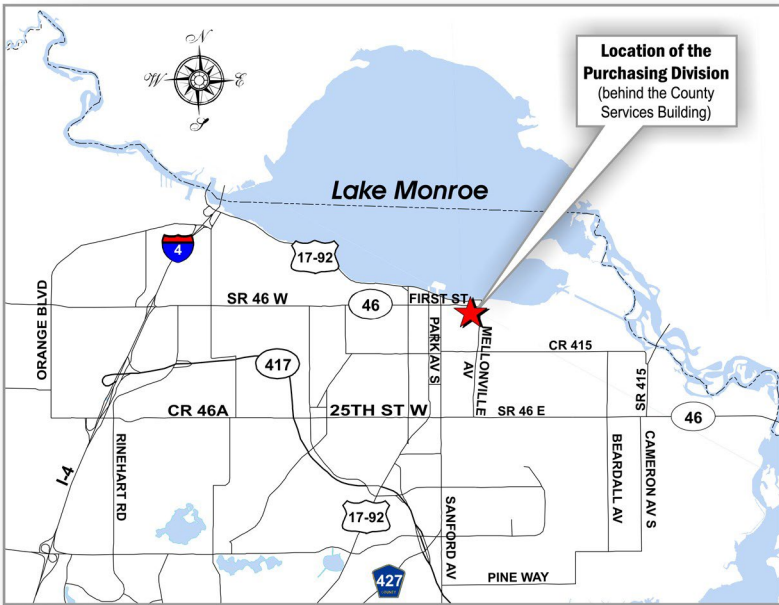 N
W
E
S
Location of the
Purchasing Division
(behind the County
Services Building)
Lake Monroe
17-92
4
ORANGE BLVD
SR 46 W
46
FIRST ST
PARK AV S
MELLONVILLE
AV
CR 415
SR 415
417
CR 46A
25TH ST W
SR 46 E
46
I-4
RINEHART RD
17-92
SANFORD AV
BEARDALL AV
CAMERON AV S
427
PINE WAY